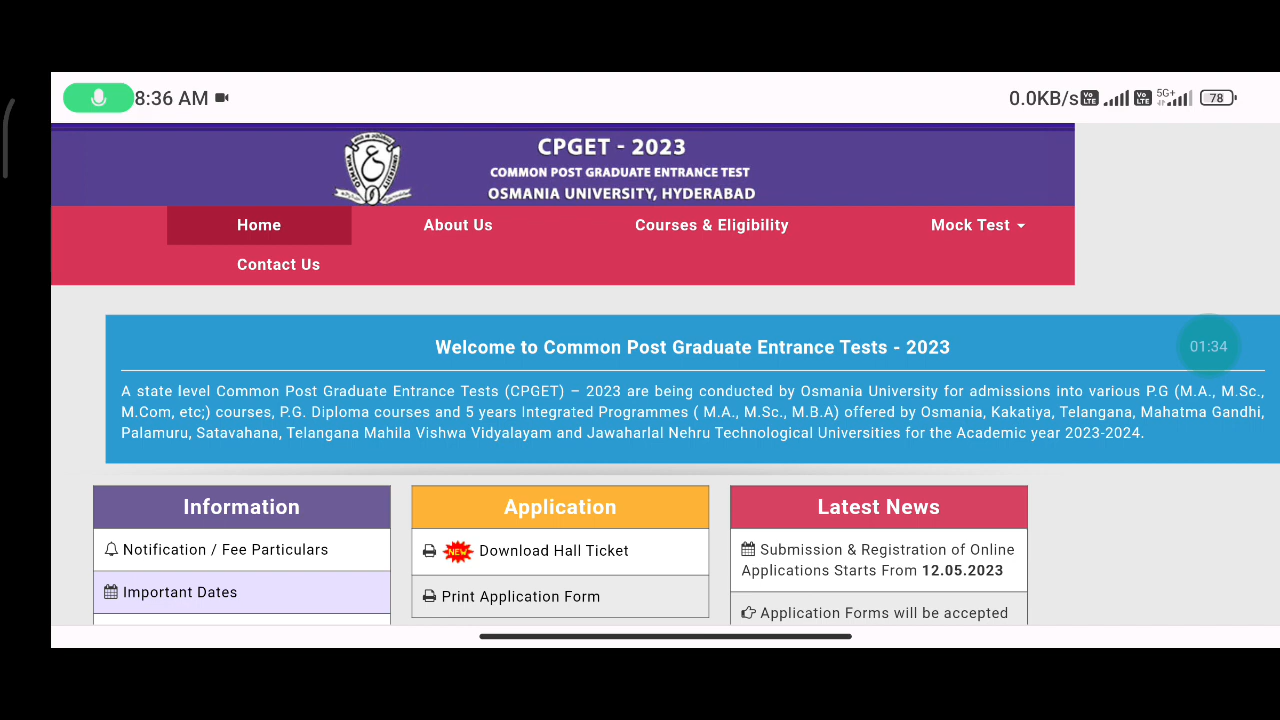 8:36 AM
0.0KB/s Vo LTE Vo LTE 5G+ 78
CPGET - 2023
COMMON POST GRADUATE ENTRANCE TEST
OSMANIA UNIVERSITY, HYDERABAD
Home About Us Courses & Eligibility Mock Test
Contact Us
Welcome to Common Post Graduate Entrance Tests - 2023
01:34
A state level Common Post Graduate Entrance Tests (CPGET) – 2023 are being conducted by Osmania University for admissions into various P.G (M.A., M.Sc.,
M.Com, etc;) courses, P.G. Diploma courses and 5 years Integrated Programmes ( M.A., M.Sc., M.B.A) offered by Osmania, Kakatiya, Telangana, Mahatma Gandhi,
Palamuru, Satavahana, Telangana Mahila Vishwa Vidyalayam and Jawaharlal Nehru Technological Universities for the Academic year 2023-2024.
Information
Notification / Fee Particulars
Important Dates
Application
NEW Download Hall Ticket
Print Application Form
Latest News
Submission & Registration of Online
Applications Starts From 12.05.2023
Application Forms will be accepted